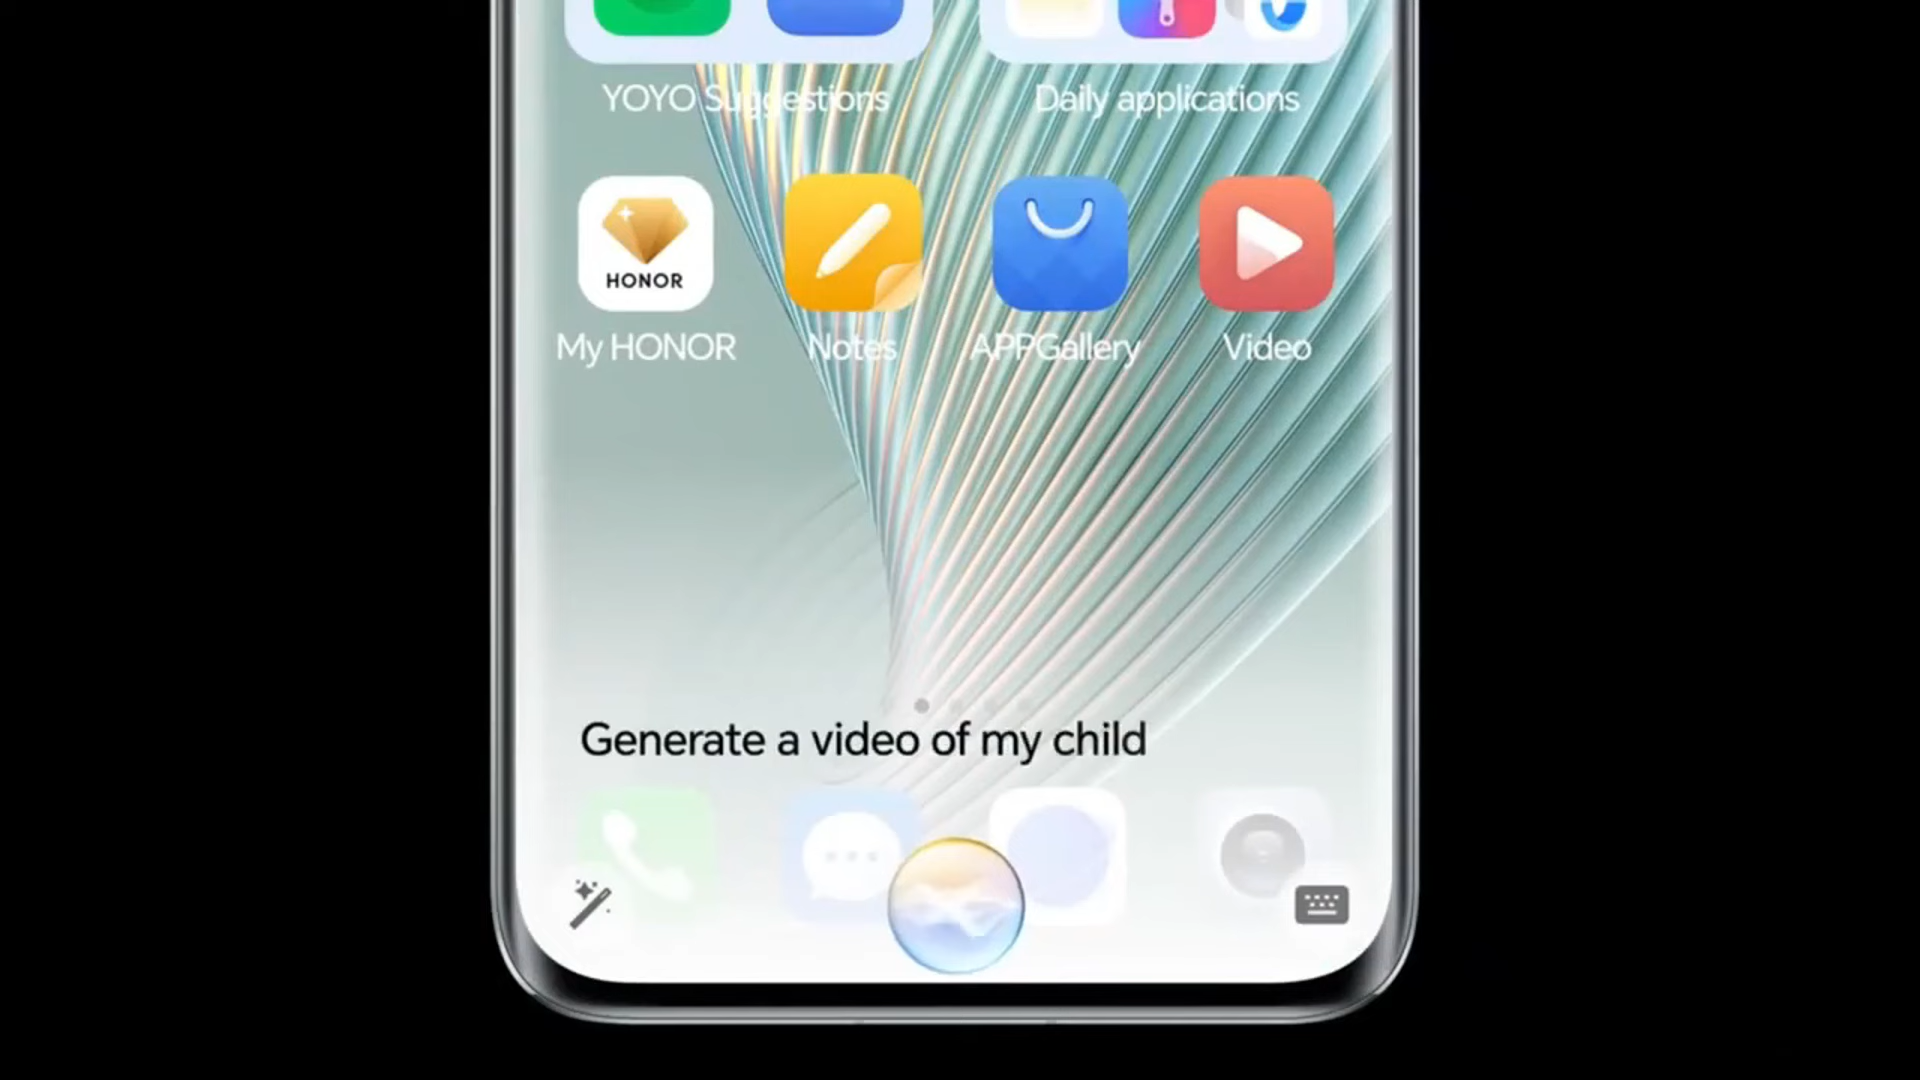 YOYO Suggestions
Daily applications
HONOR
My HONOR
Notes
APPGallery
Video
Generate a video of my child